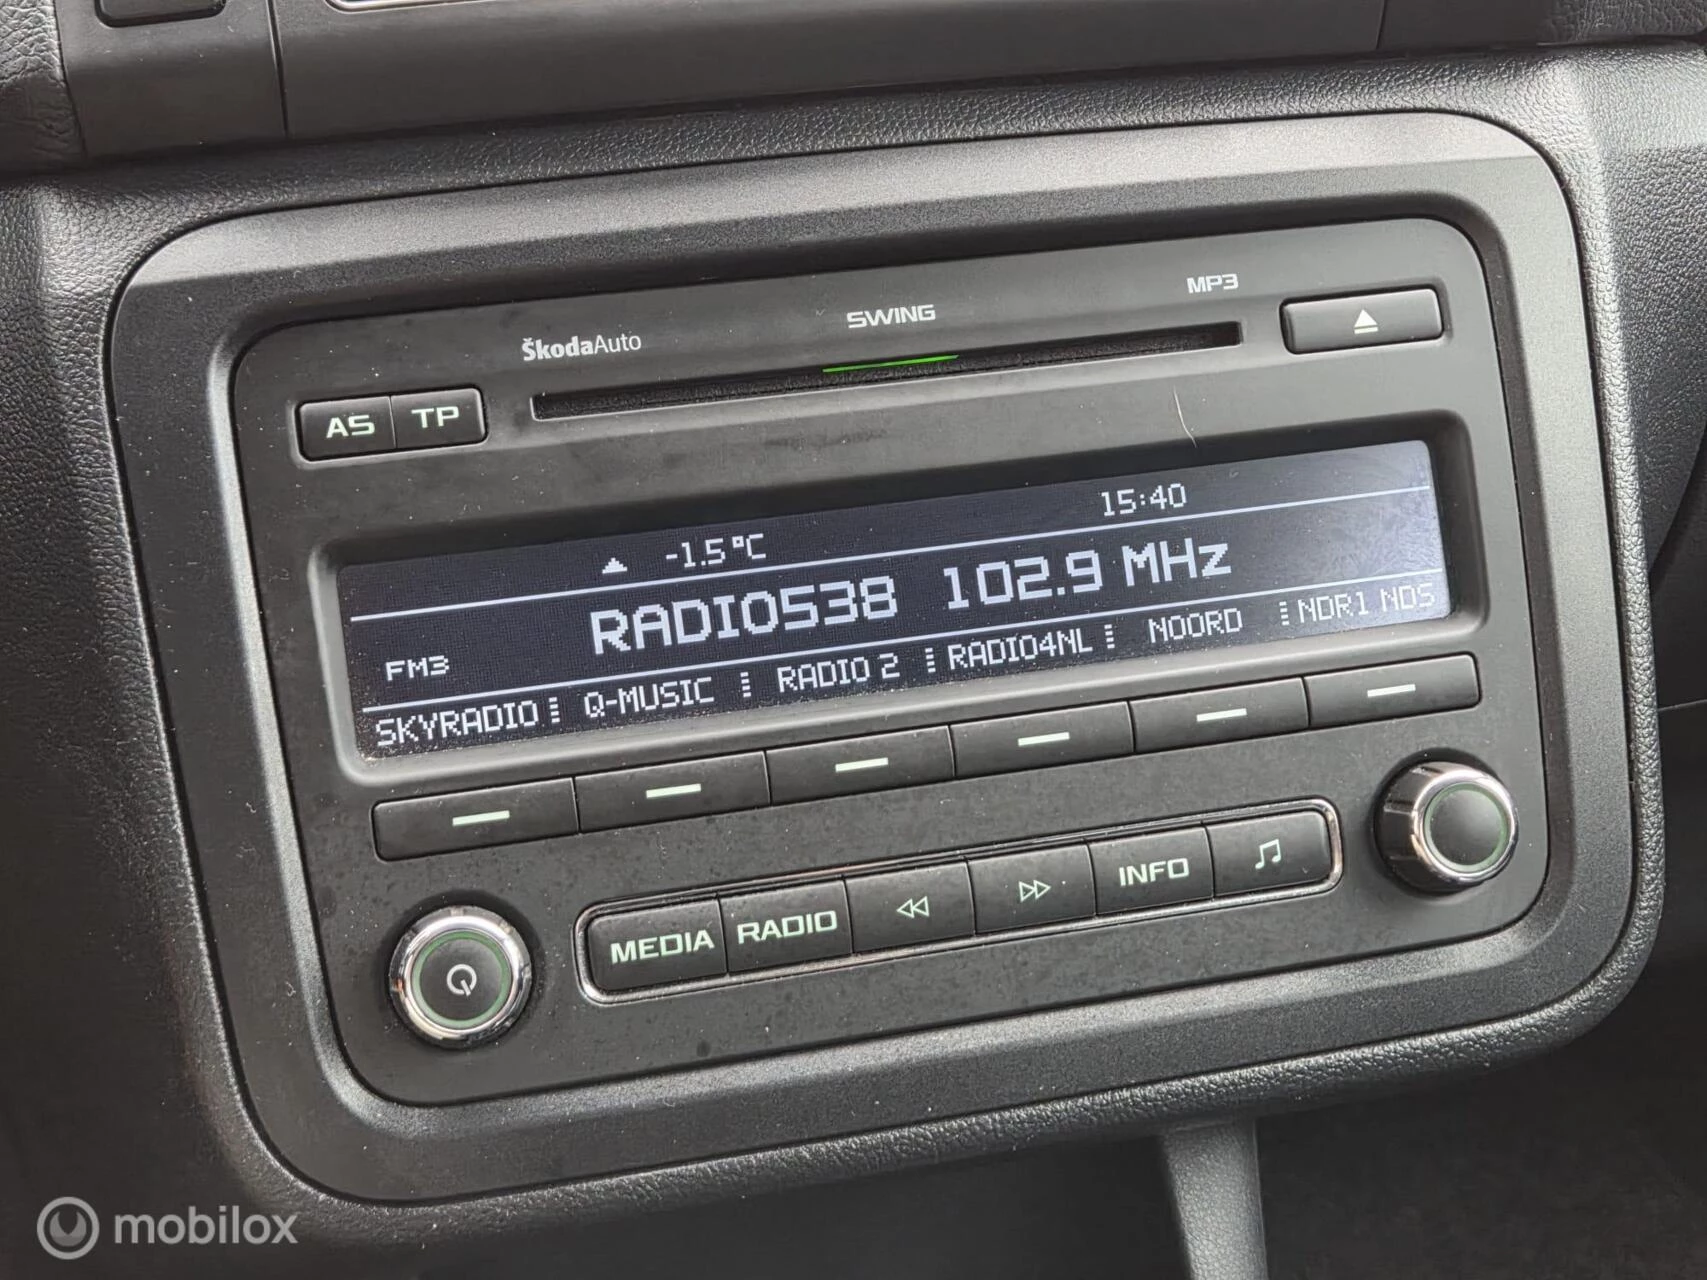 ŠkodaAuto SWING MP3
AS TP
-1.5°C 15:40
RADIO538 102.9 MHz
FM3
SKYRADIO Q-MUSIC RADIO 2 RADIO4NL NOORD NDR1 NDS
MEDIA RADIO INFO
mobilox